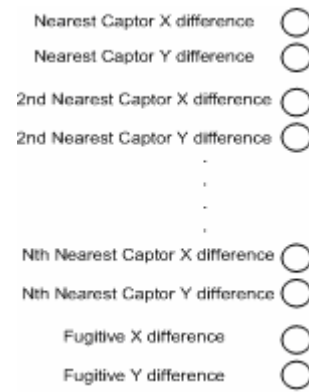 Nearest Captor X difference
Nearest Captor Y difference
2nd Nearest Captor X difference
2nd Nearest Captor Y difference
.
.
.
.
Nth Nearest Captor X difference
Nth Nearest Captor Y difference
Fugitive X difference
Fugitive Y difference